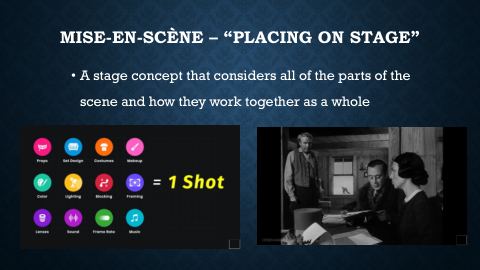 MISE-EN-SCÈNE – “PLACING ON STAGE”
• A stage concept that considers all of the parts of the
scene and how they work together as a whole
Props Set Design Costumes Makeup
Color Lighting Blocking Framing
= 1 Shot
Lenses Sound Frame Rate Music